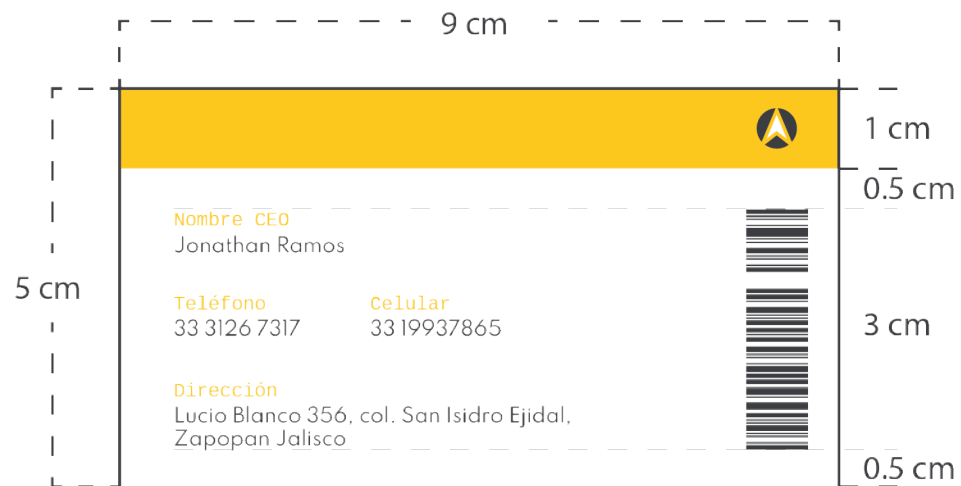 9 cm
1 cm
0.5 cm
Nombre CEO
Jonathan Ramos
5 cm
Teléfono Celular
33 3126 7317 33 19937865
3 cm
Dirección
Lucio Blanco 356, col. San Isidro Ejidal,
Zapopan Jalisco
0.5 cm